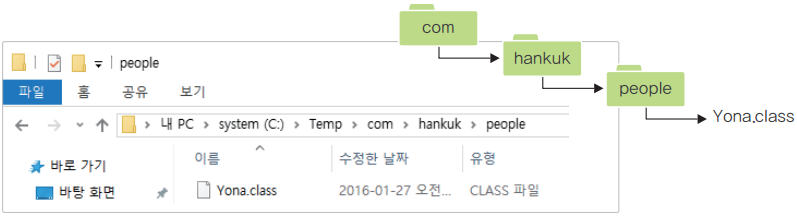 com
hankuk
people
Yona.class
people
파일 홈 공유 보기
내 PC > system (C:) > Temp > com > hankuk > people
바로 가기
바탕 화면
이름 수정한 날짜 유형
Yona.class 2016-01-27 오전... CLASS 파일